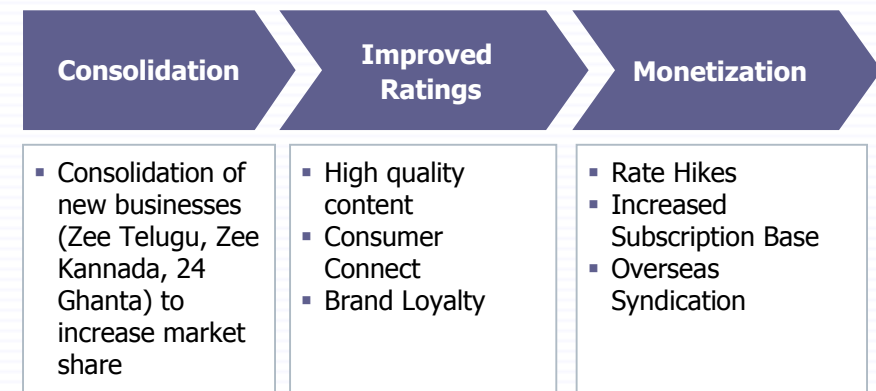 Consolidation
Improved
Ratings
Monetization
▪ Consolidation of
new businesses
(Zee Telugu, Zee
Kannada, 24
Ghanta) to
increase market
share
▪ High quality
content
▪ Consumer
Connect
▪ Brand Loyalty
▪ Rate Hikes
▪ Increased
Subscription Base
▪ Overseas
Syndication